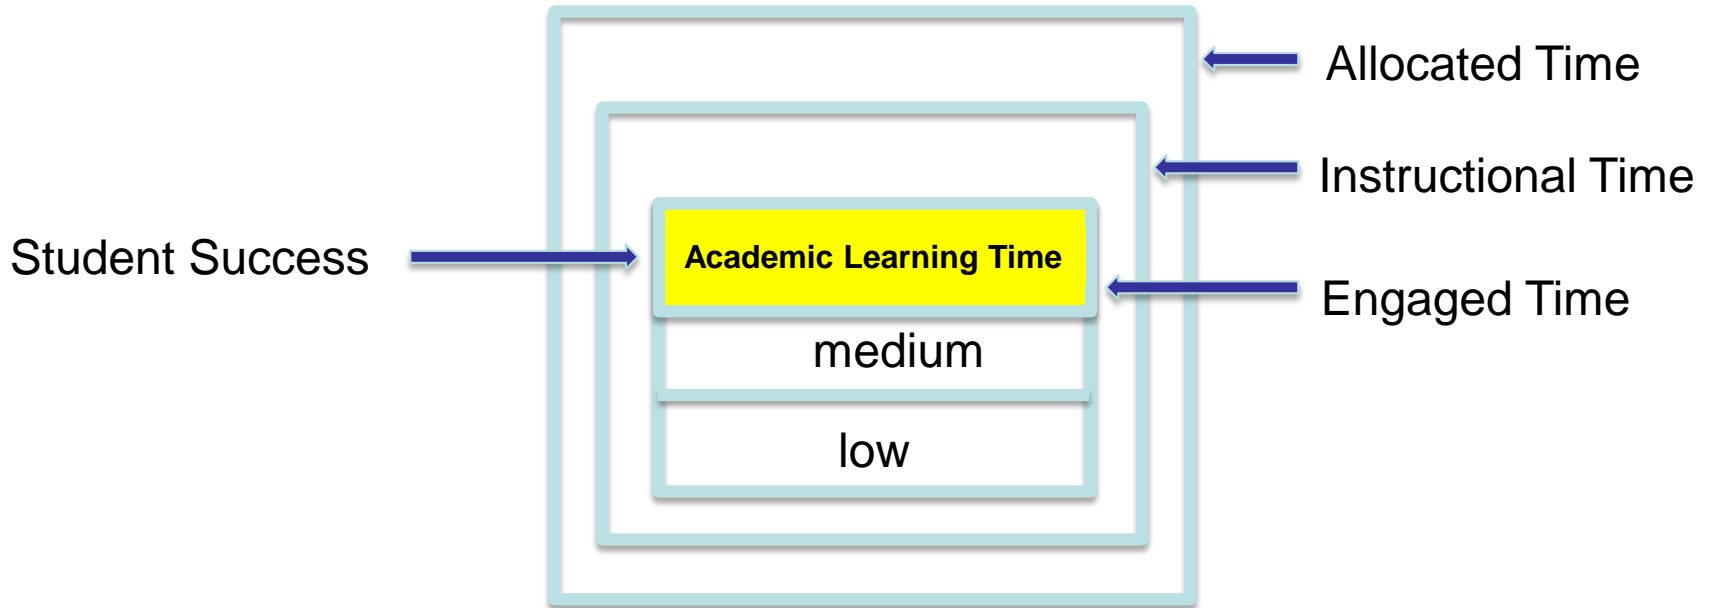 Allocated Time
Instructional Time
Student Success
Academic Learning Time
Engaged Time
medium
low